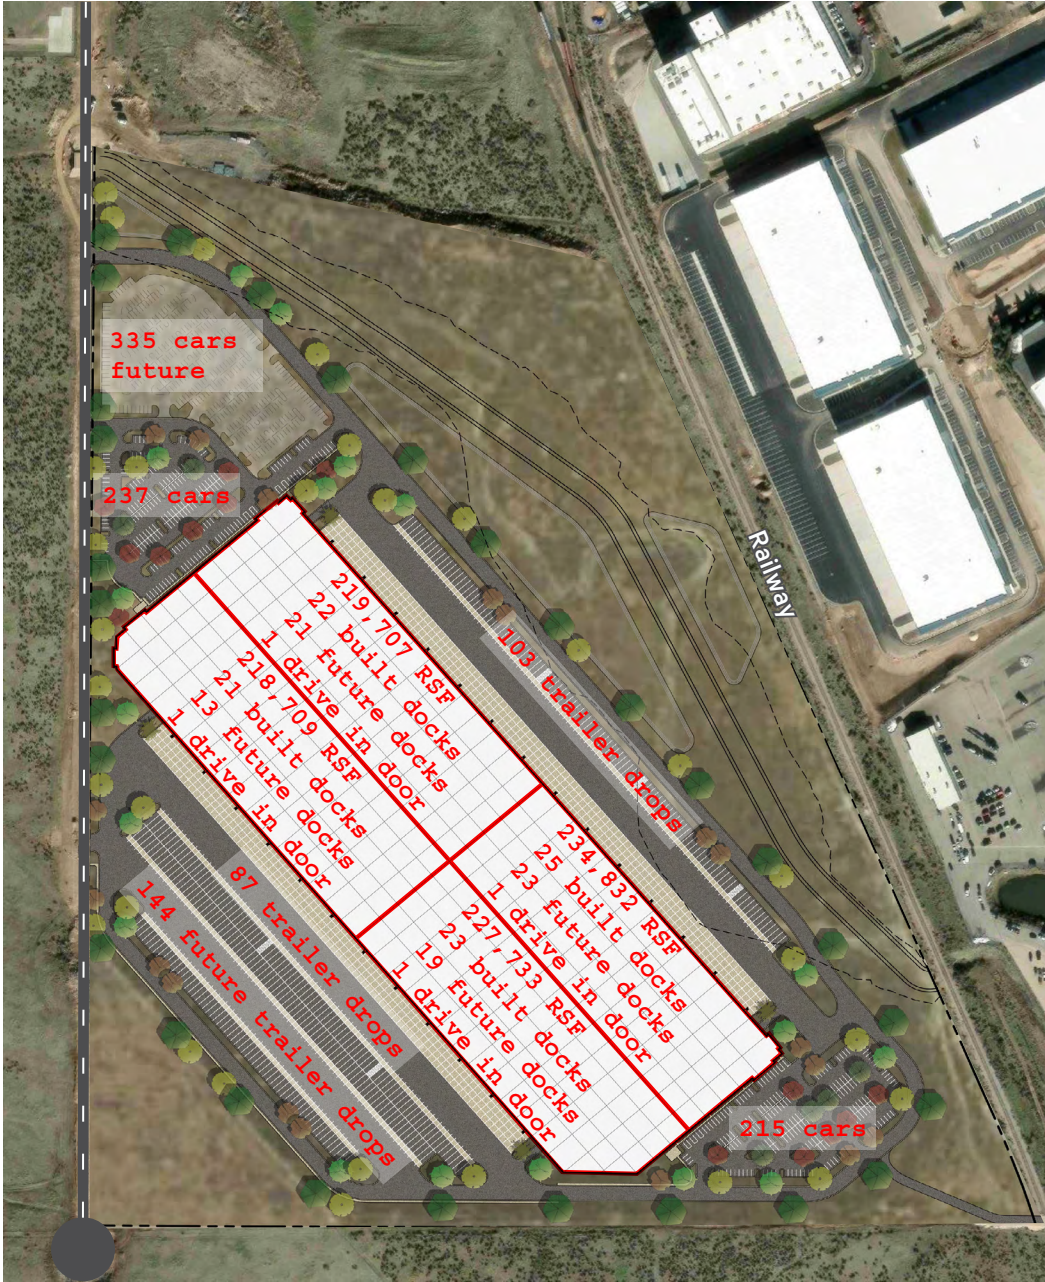 335 cars
future
237 cars
Railway
219,707 RSF
22 built docks
21 future docks
1 drive in door
218,709 RSF
21 built docks
13 future docks
1 drive in door
103 trailer drops
234,832 RSF
25 built docks
23 future docks
1 drive in door
227,733 RSF
23 built docks
19 future docks
1 drive in door
87 trailer drops
144 future trailer drops
215 cars